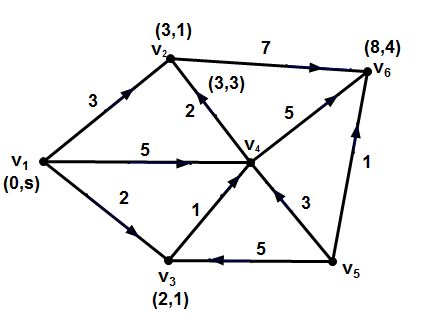 (3,1)
v₂
7
(8,4)
v₆
(3,3)
3
2
5
v₄
5
v₁
(0,s)
1
2
1
3
5
v₃
(2,1)
v₅